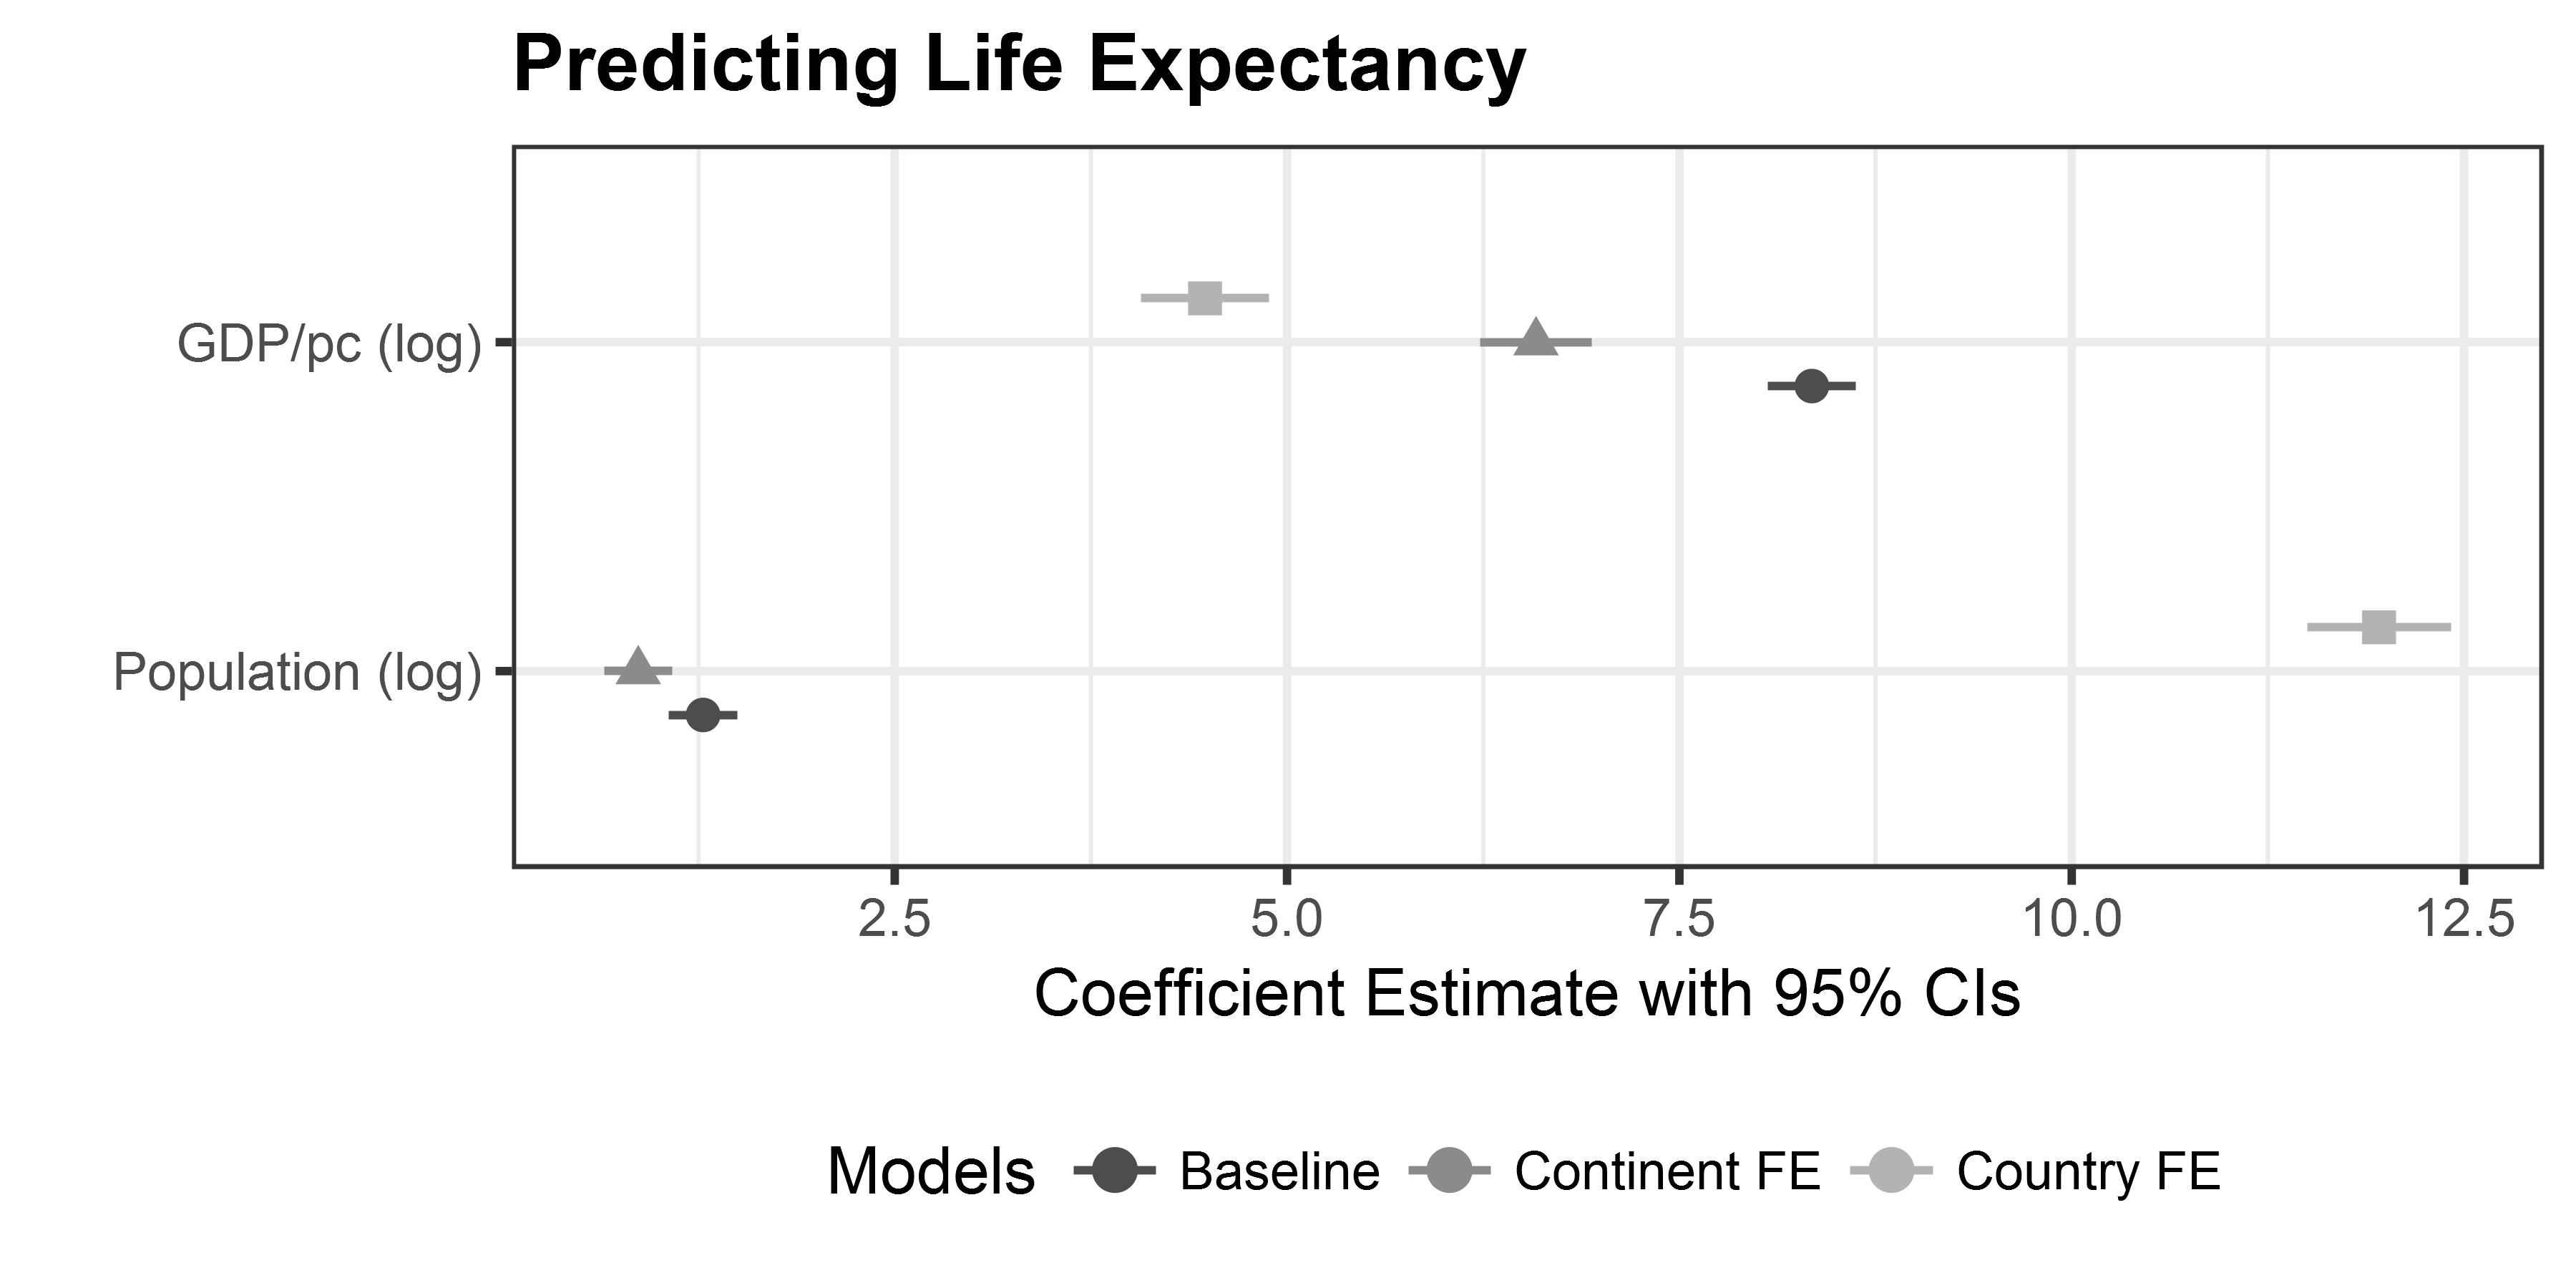 Predicting Life Expectancy
GDP/pc (log)
Population (log)
2.5 5.0 7.5 10.0 12.5
Coefficient Estimate with 95% CIs
Models Baseline Continent FE Country FE